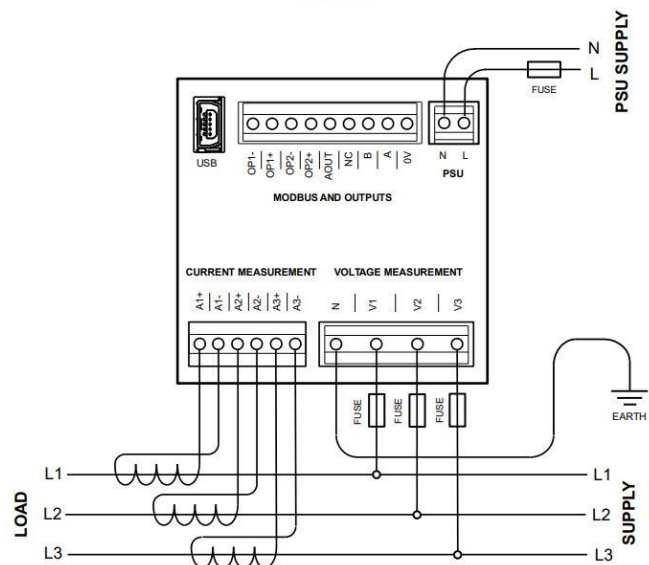 N
L
PSU SUPPLY
FUSE
USB
OP1- OP1+ OP2- OP2+ AOUT NC B A 0V
N L
PSU
MODBUS AND OUTPUTS
CURRENT MEASUREMENT VOLTAGE MEASUREMENT
A1+ A1- A2+ A2- A3+ A3-
N V1 V2 V3
FUSE FUSE FUSE
EARTH
L1 L1
L2 L2
L3 L3
LOAD
SUPPLY